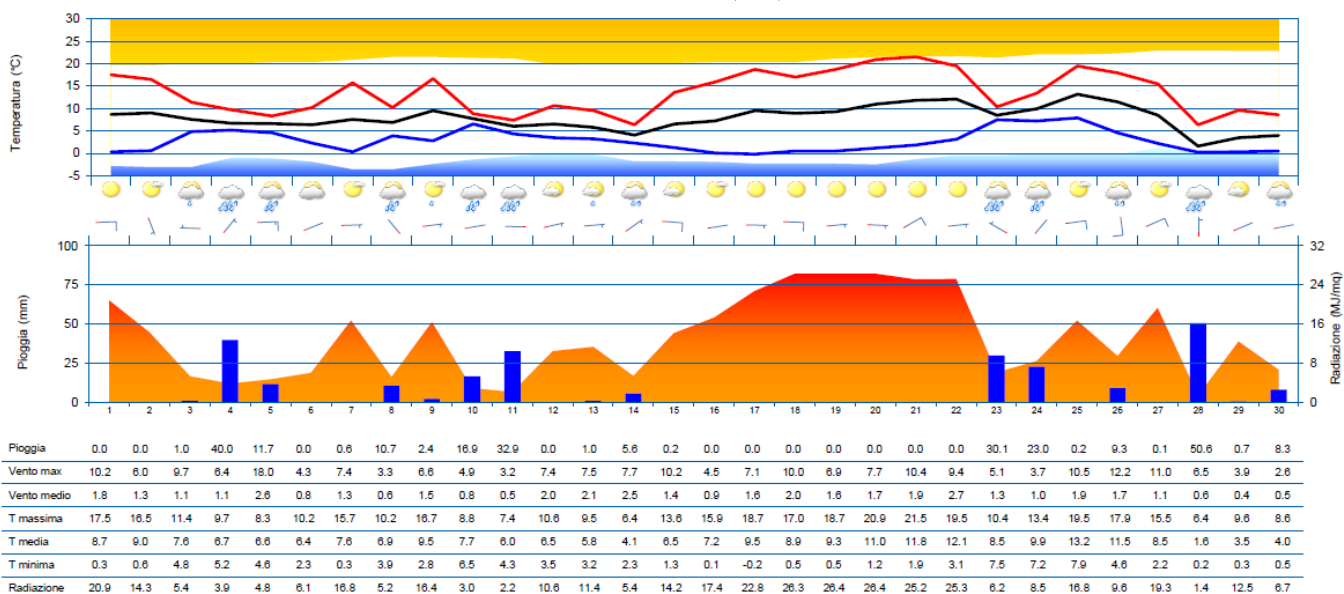 30
25
20
15
10
5
0
-5
Temperatura (°C)
100
75
50
25
0
Pioggia (mm)
32
24
16
8
0
Radiazione (MJ/mq)
1 2 3 4 5 6 7 8 9 10 11 12 13 14 15 16 17 18 19 20 21 22 23 24 25 26 27 28 29 30
Pioggia 0.0 0.0 1.0 40.0 11.7 0.0 0.6 10.7 2.4 16.9 32.9 0.0 1.0 5.6 0.2 0.0 0.0 0.0 0.0 0.0 0.0 0.0 30.1 23.0 0.2 9.3 0.1 50.6 0.7 8.3
Vento max 10.2 6.0 9.7 6.4 18.0 4.3 7.4 3.3 6.6 4.9 3.2 7.4 7.5 7.7 10.2 4.5 7.1 10.0 6.9 7.7 10.4 9.4 5.1 3.7 10.5 12.2 11.0 6.5 3.9 2.6
Vento medio 1.8 1.3 1.1 1.1 2.6 0.8 1.3 0.6 1.5 0.8 0.5 2.0 2.1 2.5 1.4 0.9 1.6 2.0 1.6 1.7 1.9 2.7 1.3 1.0 1.9 1.7 1.1 0.6 0.4 0.5
T massima 17.5 16.5 11.4 9.7 8.3 10.2 15.7 10.2 16.7 8.8 7.4 10.6 9.5 6.4 13.6 15.9 18.7 17.0 18.7 20.9 21.5 19.5 10.4 13.4 19.5 17.9 15.5 6.4 9.6 8.6
T media 8.7 9.0 7.6 6.7 6.6 6.4 7.6 6.9 9.5 7.7 6.0 6.5 5.8 4.1 6.5 7.2 9.5 8.9 9.3 11.0 11.8 12.1 8.5 9.9 13.2 11.5 8.5 1.6 3.5 4.0
T minima 0.3 0.6 4.8 5.2 4.6 2.3 0.3 3.9 2.8 6.5 4.3 3.5 3.2 2.3 1.3 0.1 -0.2 0.5 0.5 1.2 1.9 3.1 7.5 7.2 7.9 4.6 2.2 0.2 0.3 0.5
Radiazione 20.9 14.3 5.4 3.9 4.8 6.1 16.8 5.2 16.4 3.0 2.2 10.6 11.4 5.4 14.2 17.4 22.8 26.3 26.4 26.4 25.2 25.3 6.2 8.5 16.8 9.6 19.3 1.4 12.5 6.7